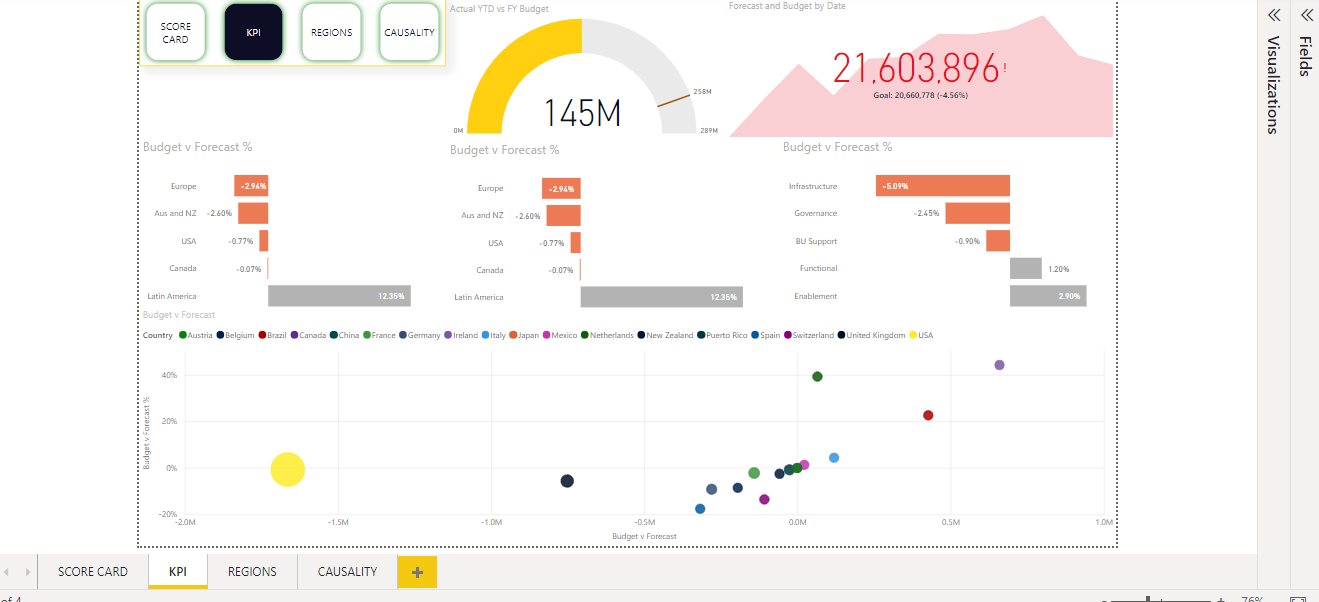 SCORE CARD
KPI
REGIONS
CAUSALITY
Actual YTD vs FY Budget
145M
0M
258M
289M
Forecast and Budget by Date
21,603,896!
Goal: 20,660,778 (-4.56%)
Visualizations
Fields
Budget v Forecast %
Europe -2.94%
Aus and NZ -2.60%
USA -0.77%
Canada -0.07%
Latin America 12.35%
Budget v Forecast %
Europe -2.94%
Aus and NZ -2.60%
USA -0.77%
Canada -0.07%
Latin America 12.35%
Budget v Forecast %
Infrastructure -5.09%
Governance -2.45%
BU Support -0.90%
Functional 1.20%
Enablement 2.90%
Budget v Forecast
Country Austria Belgium Brazil Canada China France Germany Ireland Italy Japan Mexico Netherlands New Zealand Puerto Rico Spain Switzerland United Kingdom USA
Budget v Forecast %
40%
20%
0%
-20%
-2.0M -1.5M -1.0M -0.5M 0.0M 0.5M 1.0M
Budget v Forecast
SCORE CARD KPI REGIONS CAUSALITY +
of 4
76%